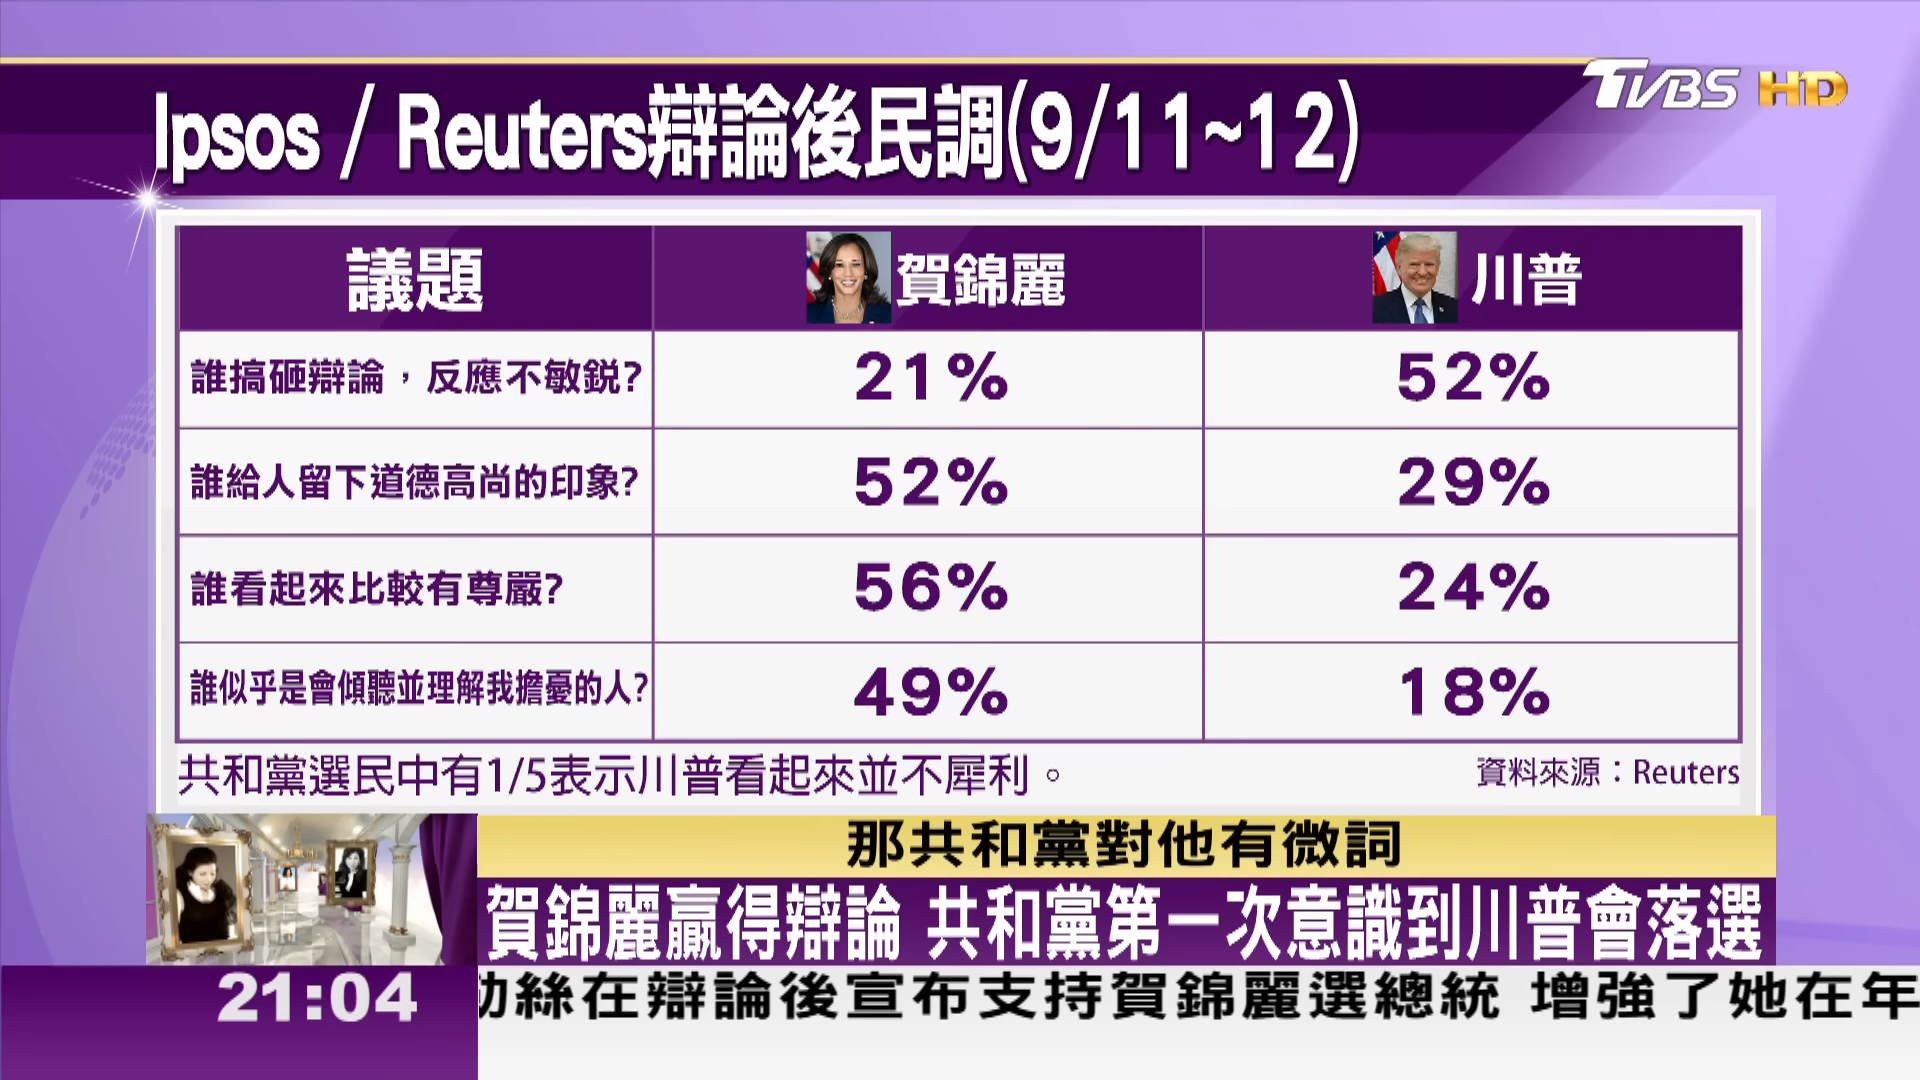 TVBS HD
Ipsos / Reuters辯論後民調(9/11~12)
議題 賀錦麗 川普
誰搞砸辯論，反應不敏銳? 21% 52%
誰給人留下道德高尚的印象? 52% 29%
誰看起來比較有尊嚴? 56% 24%
誰似乎是會傾聽並理解我擔憂的人? 49% 18%
共和黨選民中有1/5表示川普看起來並不犀利。 資料來源：Reuters
那共和黨對他有微詞
賀錦麗贏得辯論 共和黨第一次意識到川普會落選
21:04 絲在辯論後宣布支持賀錦麗選總統 增強了她在年